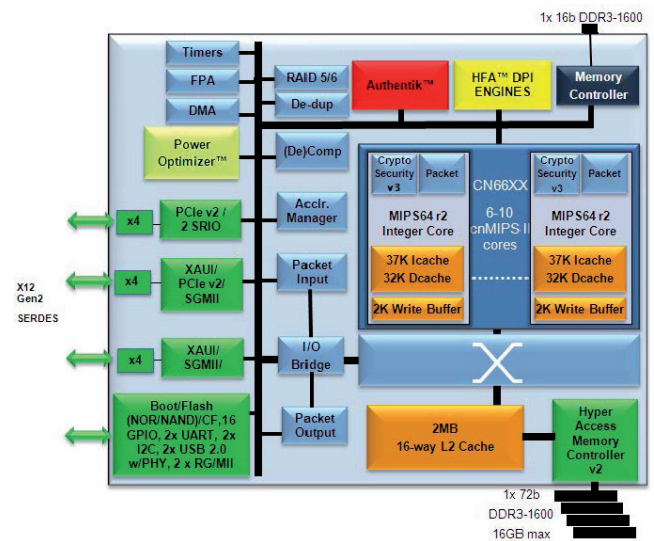 1x 16b DDR3-1600
Timers
FPA
DMA
RAID 5/6
De-dup
Authentik™
HFA™ DPI
ENGINES
Memory
Controller
Power
Optimizer™
(De)Comp
Crypto
Security
v3
Packet
MIPS64 r2
Integer Core
37K Icache
32K Dcache
2K Write Buffer
CN66XX
6-10
cnMIPS II
cores
Crypto
Security
v3
Packet
MIPS64 r2
Integer Core
37K Icache
32K Dcache
2K Write Buffer
x4
PCIe v2 /
2 SRIO
Acclr.
Manager
X12
Gen2
SERDES
x4
XAUI/
PCIe v2/
SGMII
Packet
Input
x4
XAUI/
SGMII/
I/O
Bridge
Boot/Flash
(NOR/NAND)/CF,16
GPIO, 2x UART, 2x
I2C, 2x USB 2.0
w/PHY, 2 x RG/MII
Packet
Output
2MB
16-way L2 Cache
Hyper
Access
Memory
Controller
v2
1x 72b
DDR3-1600
16GB max